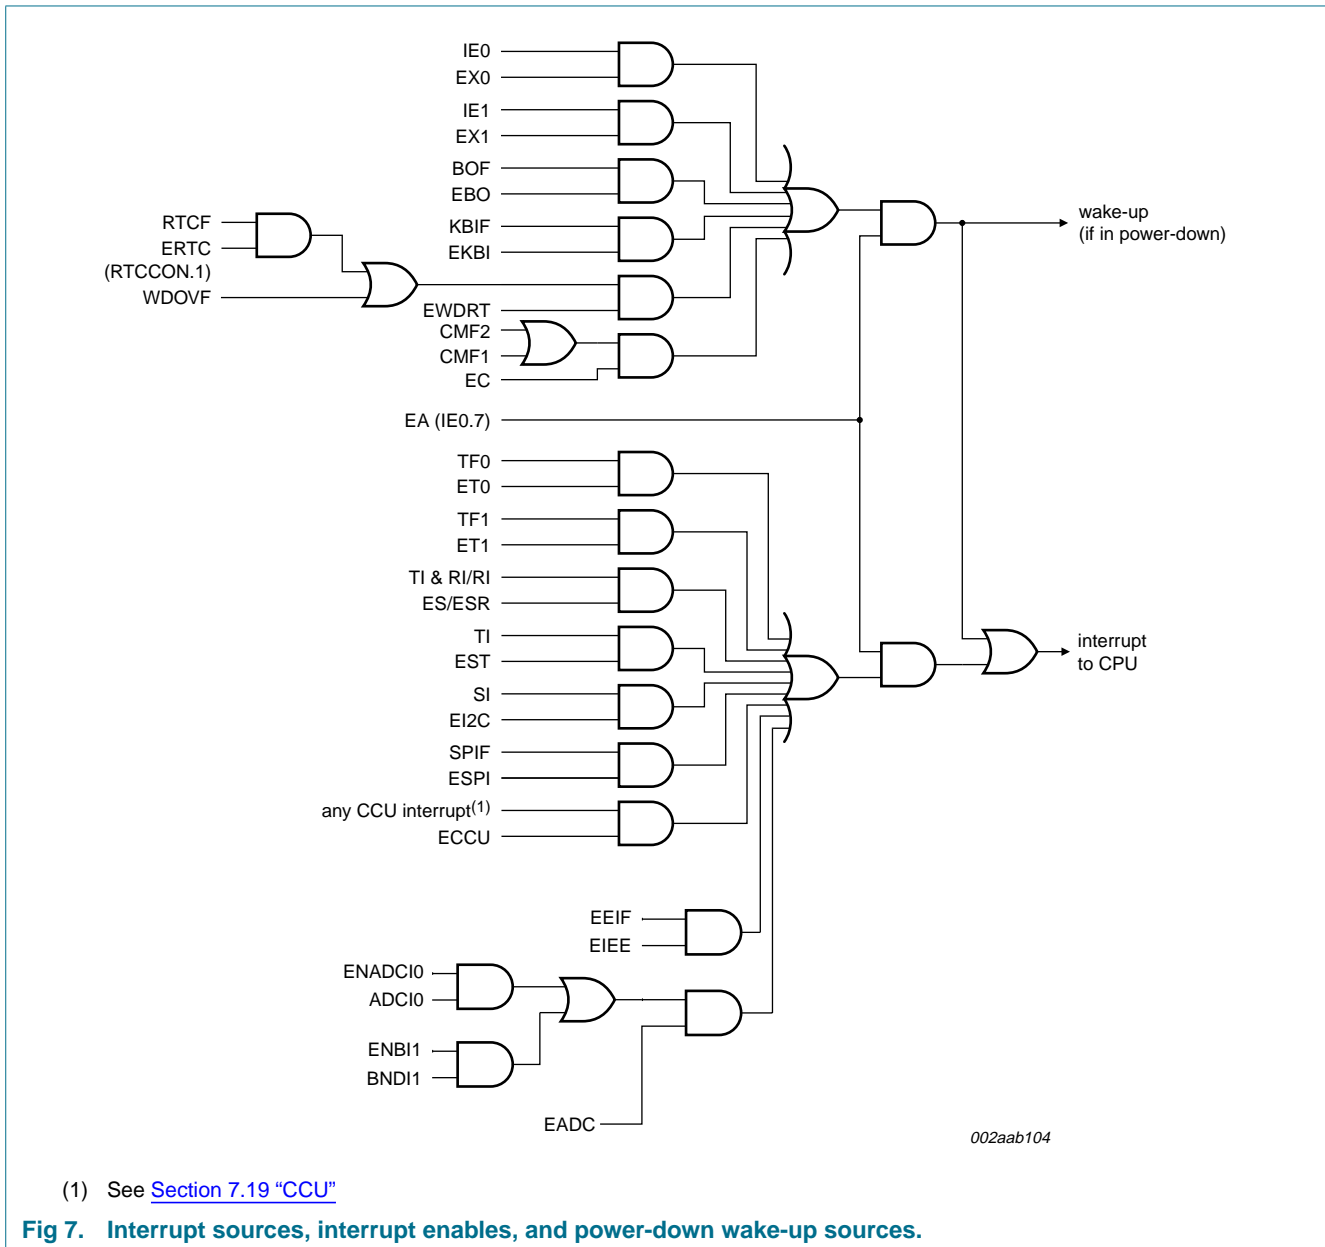 IE0
EX0
IE1
EX1
BOF
EBO
RTCF
ERTC
(RTCCON.1)
WDOVF
KBIF
EKBI
EWDRT
CMF2
CMF1
EC
wake-up
(if in power-down)
EA (IE0.7)
TF0
ET0
TF1
ET1
TI & RI/RI
ES/ESR
TI
EST
SI
EI2C
SPIF
ESPI
any CCU interrupt(1)
ECCU
interrupt
to CPU
EEIF
EIEE
ENADCI0
ADCI0
ENBI1
BNDI1
EADC
002aab104
(1) See Section 7.19 “CCU”
Fig 7. Interrupt sources, interrupt enables, and power-down wake-up sources.